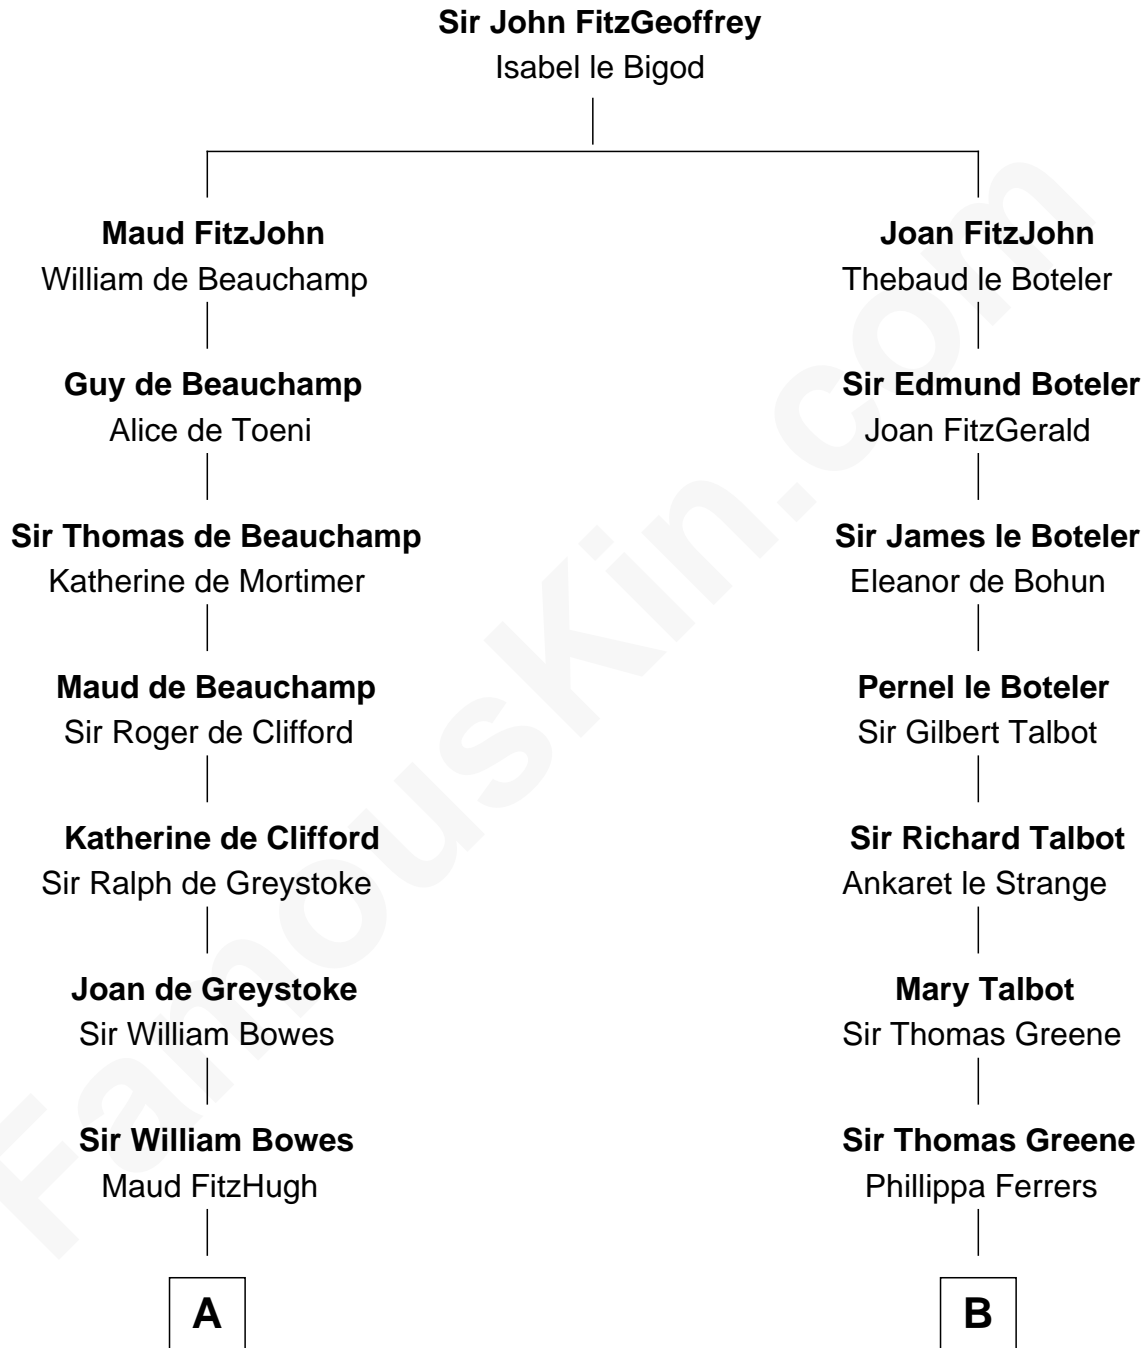 Sir John FitzGeoffrey
Isabel le Bigod
Maud FitzJohn
William de Beauchamp
Joan FitzJohn
Thebaud le Boteler
Guy de Beauchamp
Alice de Toeni
Sir Edmund Boteler
Joan FitzGerald
Sir Thomas de Beauchamp
Katherine de Mortimer
Sir James le Boteler
Eleanor de Bohun
Maud de Beauchamp
Sir Roger de Clifford
Pernel le Boteler
Sir Gilbert Talbot
Katherine de Clifford
Sir Ralph de Greystoke
Sir Richard Talbot
Ankaret le Strange
Joan de Greystoke
Sir William Bowes
Mary Talbot
Sir Thomas Greene
Sir William Bowes
Maud FitzHugh
Sir Thomas Greene
Phillippa Ferrers
A
B
FamousKin.com